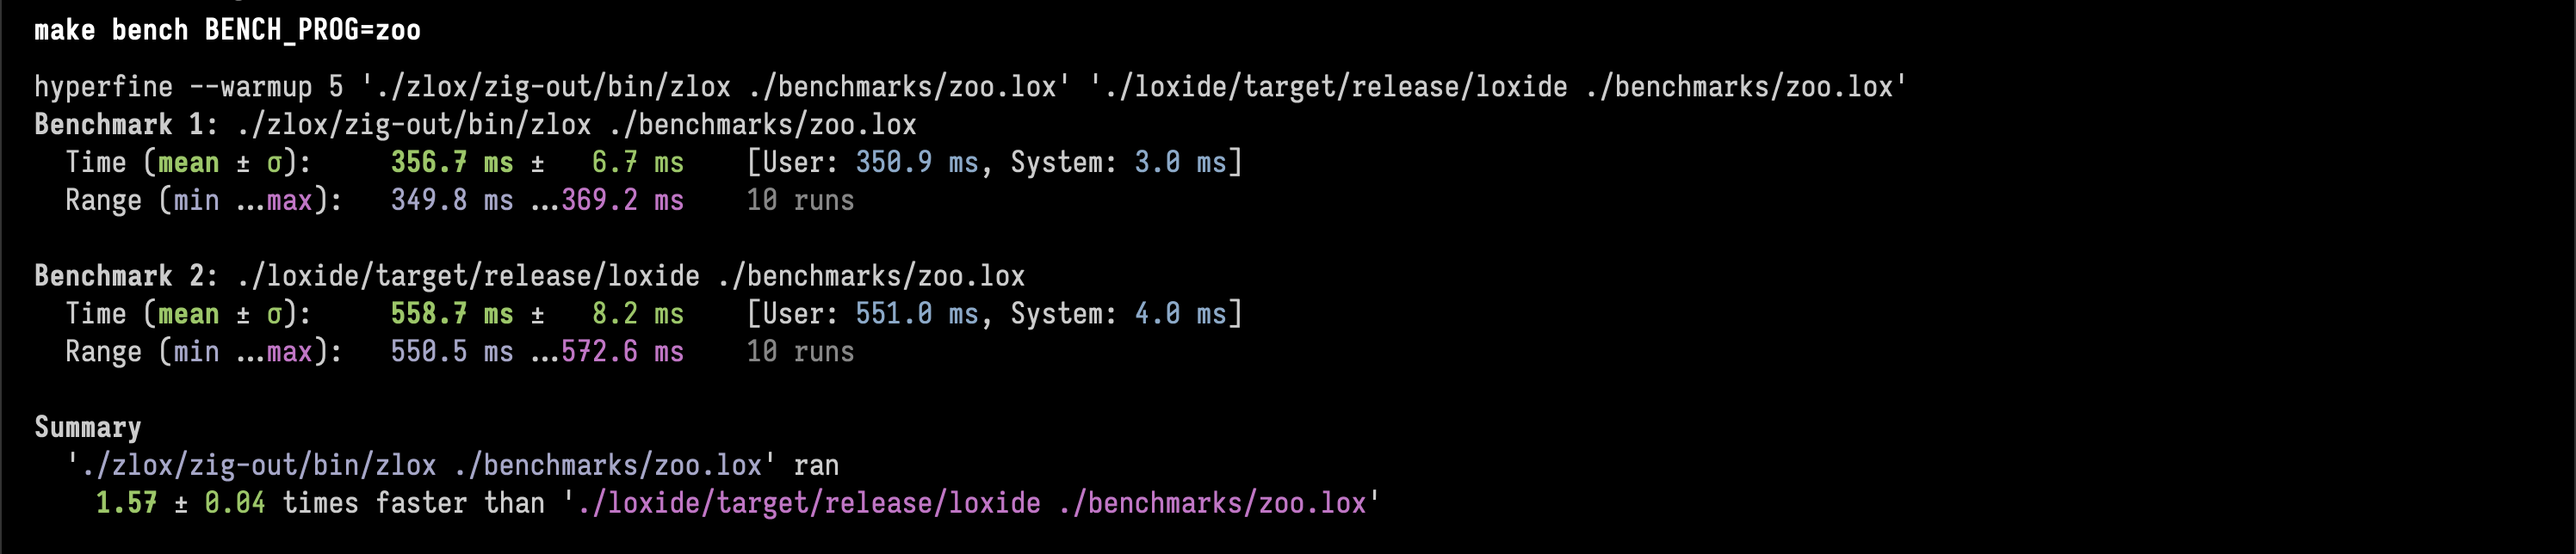 make bench BENCH_PROG=zoo
hyperfine --warmup 5 './zlox/zig-out/bin/zlox ./benchmarks/zoo.lox' './loxide/target/release/loxide ./benchmarks/zoo.lox'
Benchmark 1: ./zlox/zig-out/bin/zlox ./benchmarks/zoo.lox
  Time (mean ± σ):     356.7 ms ±   6.7 ms    [User: 350.9 ms, System: 3.0 ms]
  Range (min …max):   349.8 ms …369.2 ms    10 runs
Benchmark 2: ./loxide/target/release/loxide ./benchmarks/zoo.lox
  Time (mean ± σ):     558.7 ms ±   8.2 ms    [User: 551.0 ms, System: 4.0 ms]
  Range (min …max):   550.5 ms …572.6 ms    10 runs
Summary
  './zlox/zig-out/bin/zlox ./benchmarks/zoo.lox' ran
    1.57 ± 0.04 times faster than './loxide/target/release/loxide ./benchmarks/zoo.lox'